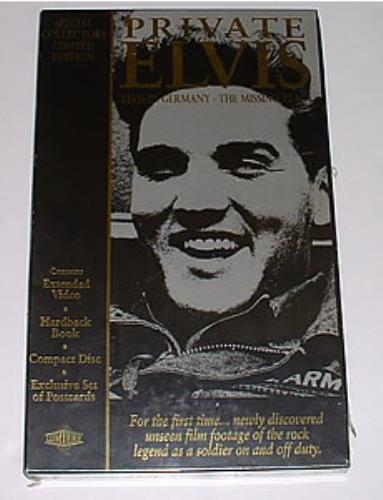 SPECIAL
COLLECTORS
LIMITED
EDITION
PRIVATE
ELVIS
ELVIS IN GERMANY - THE MISSING
Contains
Extended
Video
Hardback
Book
Compact Disc
Exclusive Set
of Postcards
LUMIERE
ARM
For the first time... newly discovered
unseen film footage of the rock
legend as a soldier on and off duty.